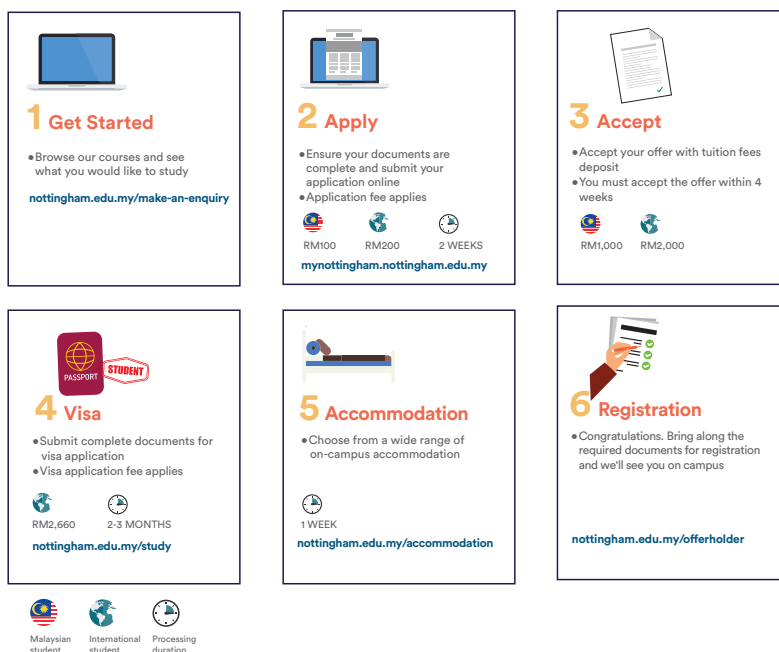 1 Get Started
•Browse our courses and see
what you would like to study
nottingham.edu.my/make-an-enquiry
2 Apply
•Ensure your documents are
complete and submit your
application online
•Application fee applies
RM100 RM200 2 WEEKS
mynottingham.nottingham.edu.my
3 Accept
•Accept your offer with tuition fees
deposit
•You must accept the offer within 4
weeks
RM1,000 RM2,000
PASSPORT
STUDENT
4 Visa
•Submit complete documents for
visa application
•Visa application fee applies
RM2,660 2-3 MONTHS
nottingham.edu.my/study
5 Accommodation
•Choose from a wide range of
on-campus accommodation
1 WEEK
nottingham.edu.my/accommodation
6 Registration
•Congratulations. Bring along the
required documents for registration
and we'll see you on campus
nottingham.edu.my/offerholder
Malaysian
student
International
student
Processing
duration